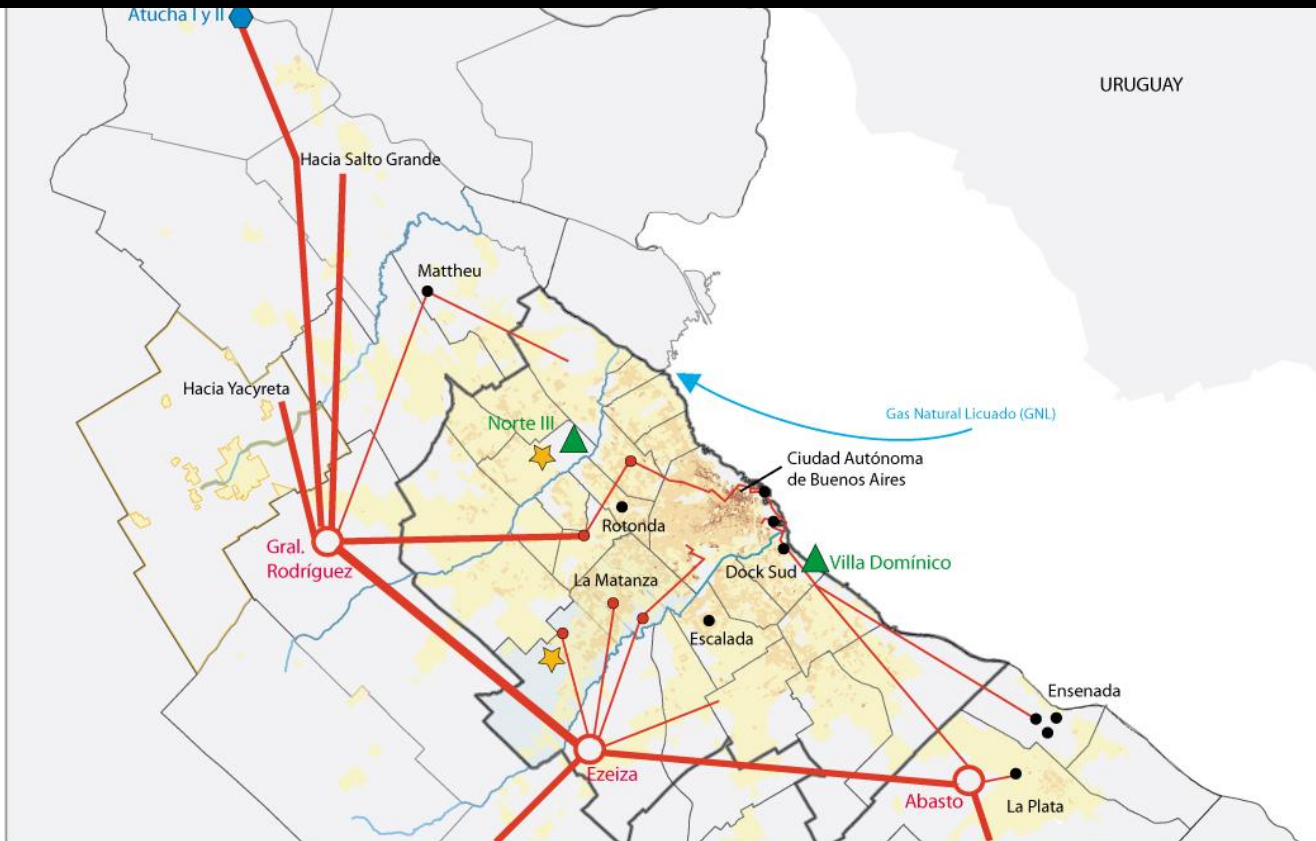 Atucha I y II
URUGUAY
Hacia Salto Grande
Mattheu
Hacia Yacyreta
Gas Natural Licuado (GNL)
Norte III
Ciudad Autónoma
de Buenos Aires
Rotonda
Gral.
Rodríguez
La Matanza
Dock Sud
Villa Domínico
Escalada
Ensenada
Ezeiza
Abasto
La Plata